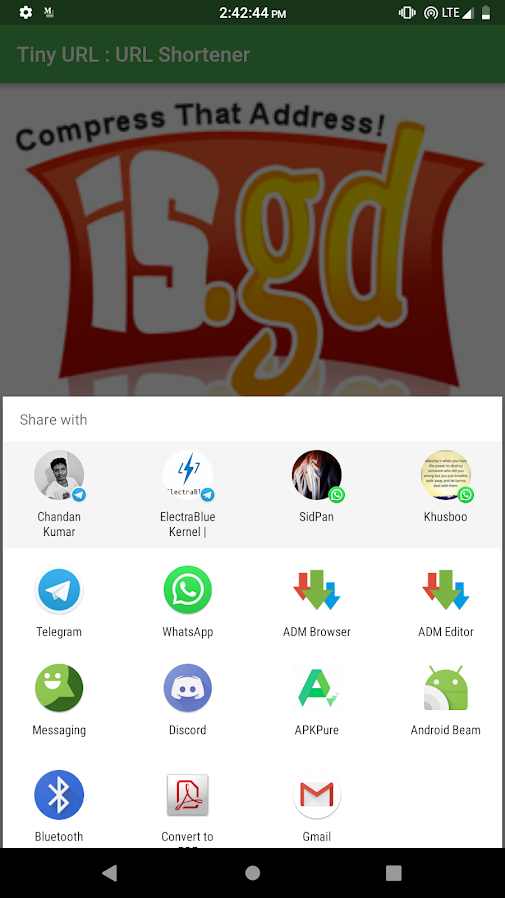 2:42:44 PM
LTE
Tiny URL : URL Shortener
Compress That Address!
is.gd
Share with
Chandan
Kumar
ElectraBlue
Kernel |
SidPan
Khusboo
Telegram
WhatsApp
ADM Browser
ADM Editor
Messaging
Discord
APKPure
Android Beam
Bluetooth
Convert to
Gmail